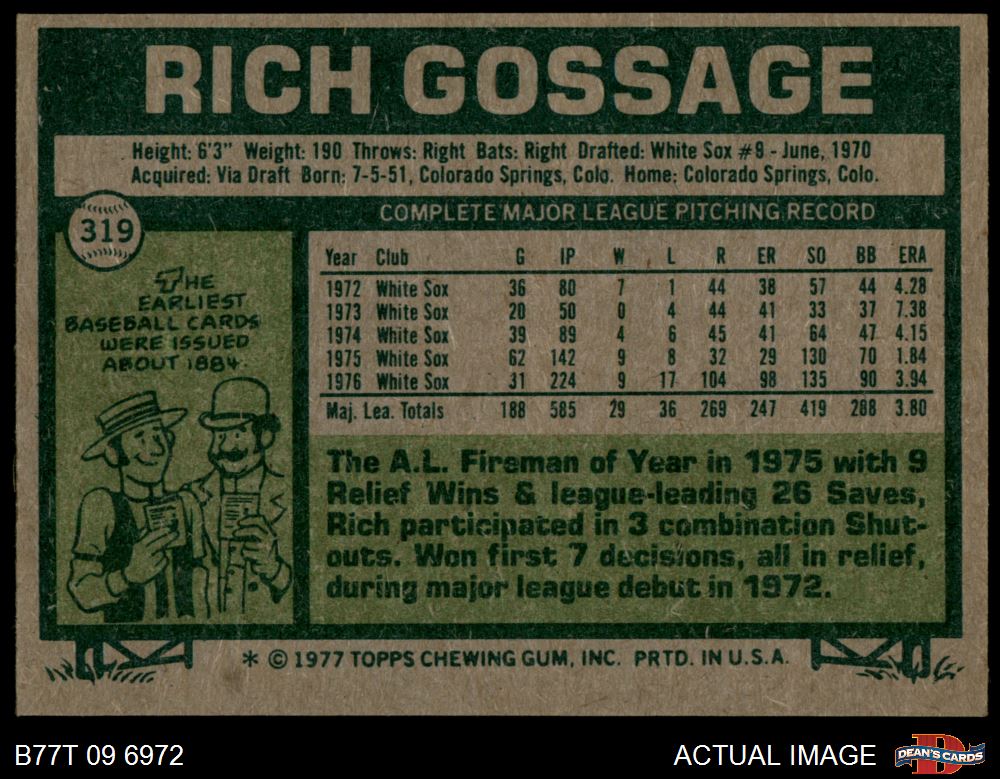 RICH GOSSAGE
Height: 6'3" Weight: 190 Throws: Right Bats: Right Drafted: White Sox #9 - June, 1970
Acquired: Via Draft Born: 7-5-51, Colorado Springs, Colo. Home: Colorado Springs, Colo.
319
COMPLETE MAJOR LEAGUE PITCHING RECORD
THE
EARLIEST
BASEBALL CARDS
WERE ISSUED
ABOUT 1884.
Year Club G IP W L R ER SO BB ERA
1972 White Sox 36 80 7 1 44 38 57 44 4.28
1973 White Sox 20 50 0 4 44 41 33 37 7.38
1974 White Sox 39 89 4 6 45 41 64 47 4.15
1975 White Sox 62 142 9 8 32 29 130 70 1.84
1976 White Sox 31 224 9 17 104 98 135 90 3.94
Maj. Lea. Totals 188 585 29 36 269 247 419 288 3.80
The A.L. Fireman of Year in 1975 with 9
Relief Wins & league-leading 26 Saves,
Rich participated in 3 combination Shut-
outs. Won first 7 decisions, all in relief,
during major league debut in 1972.
* © 1977 TOPPS CHEWING GUM, INC. PRTD. IN U.S.A.
B77T 09 6972
ACTUAL IMAGE
DEAN'S CARDS